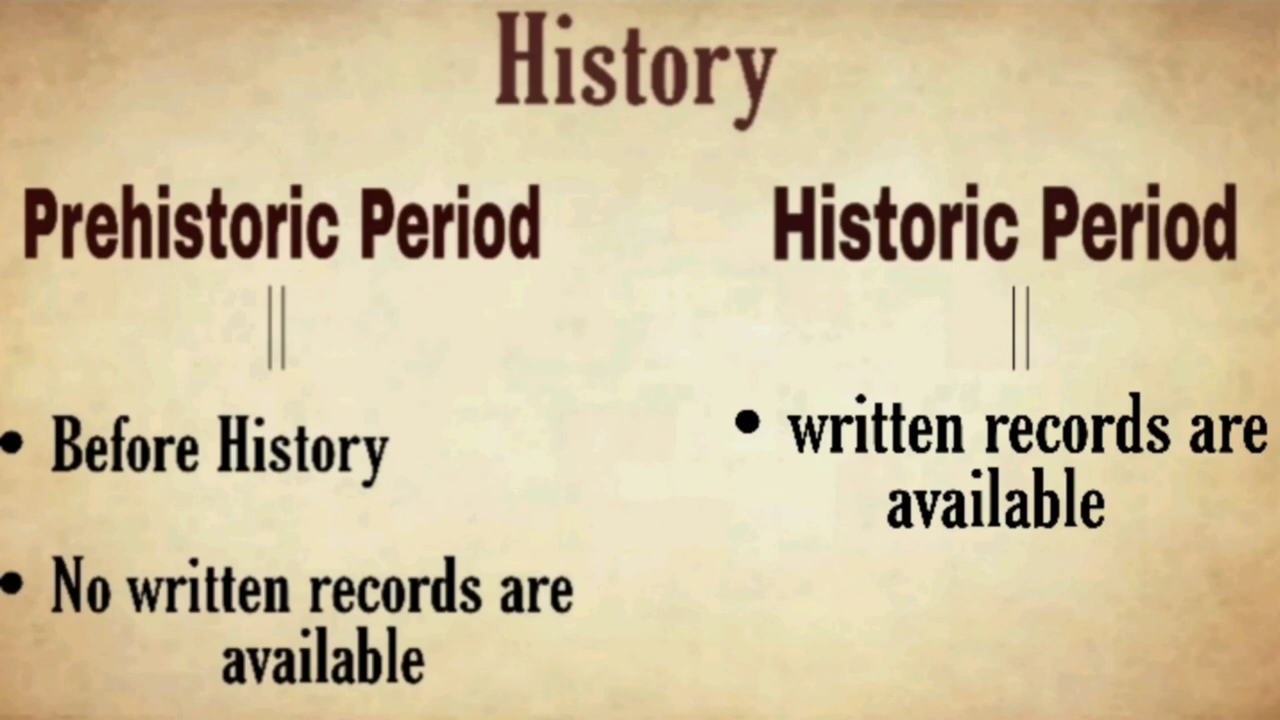 History
Prehistoric Period
Historic Period
• Before History
• No written records are
available
• written records are
available